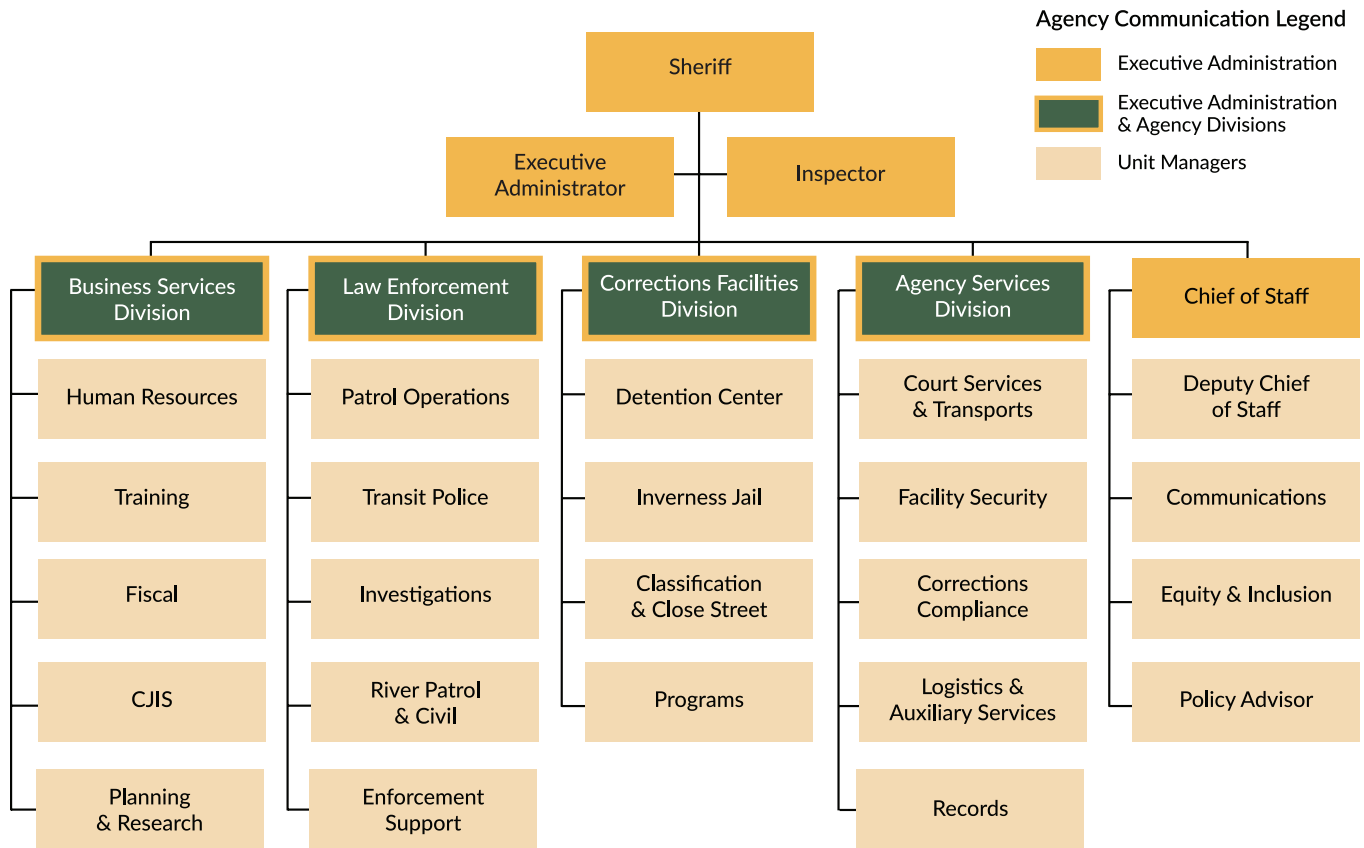 Agency Communication Legend
Executive Administration
Executive Administration
& Agency Divisions
Unit Managers
Sheriff
Executive
Administrator
Inspector
Business Services
Division
Human Resources
Training
Fiscal
CJIS
Planning
& Research
Law Enforcement
Division
Patrol Operations
Transit Police
Investigations
River Patrol
& Civil
Enforcement
Support
Corrections Facilities
Division
Detention Center
Inverness Jail
Classification
& Close Street
Programs
Agency Services
Division
Court Services
& Transports
Facility Security
Corrections
Compliance
Logistics &
Auxiliary Services
Records
Chief of Staff
Deputy Chief
of Staff
Communications
Equity & Inclusion
Policy Advisor